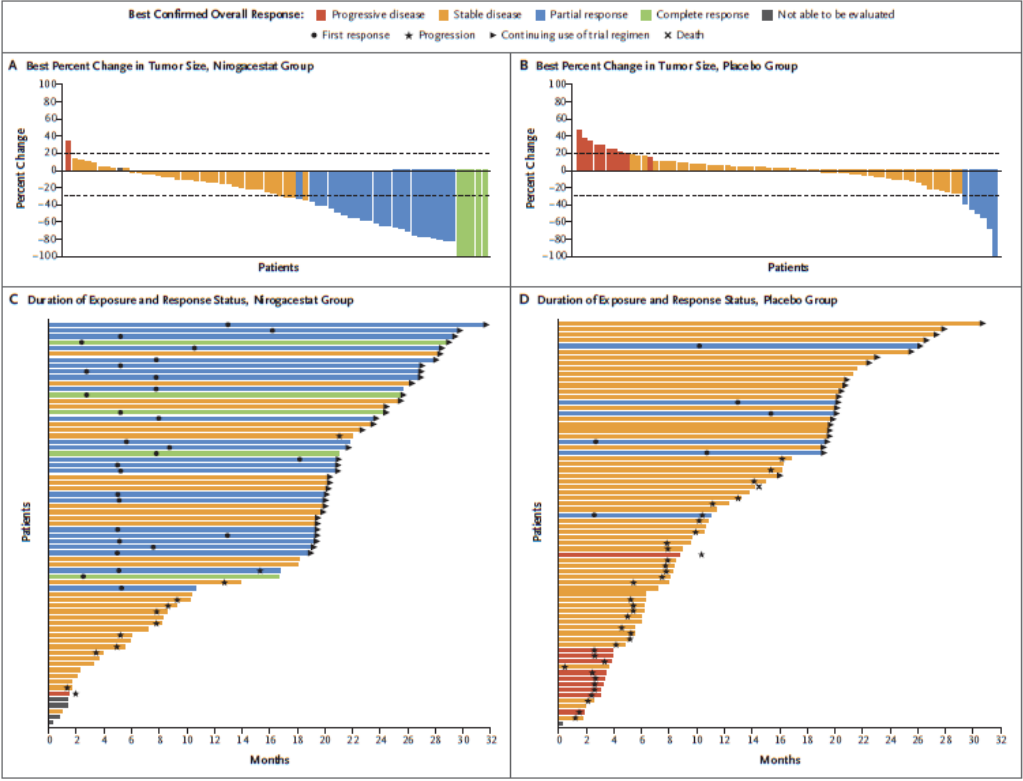 Best Confirmed Overall Response: Progressive disease Stable disease Partial response Complete response Not able to be evaluated
First response Progression Continuing use of trial regimen Death
A Best Percent Change in Tumor Size, Nirogacestat Group
100
80
60
40
20
0
−20
−40
−60
−80
−100
Percent Change
Patients
B Best Percent Change in Tumor Size, Placebo Group
100
80
60
40
20
0
−20
−40
−60
−80
−100
Percent Change
Patients
C Duration of Exposure and Response Status, Nirogacestat Group
Patients
0 2 4 6 8 10 12 14 16 18 20 22 24 26 28 30 32
Months
D Duration of Exposure and Response Status, Placebo Group
Patients
0 2 4 6 8 10 12 14 16 18 20 22 24 26 28 30 32
Months